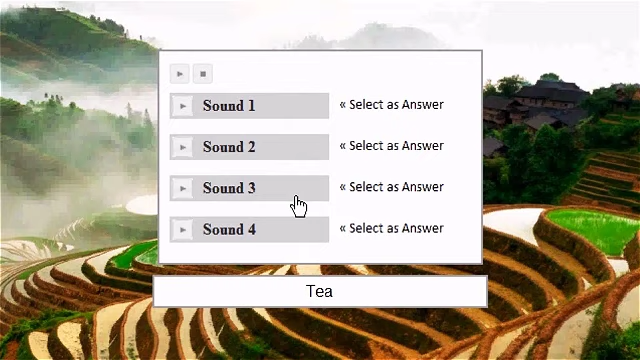 Sound 1 « Select as Answer
Sound 2 « Select as Answer
Sound 3 « Select as Answer
Sound 4 « Select as Answer
Tea